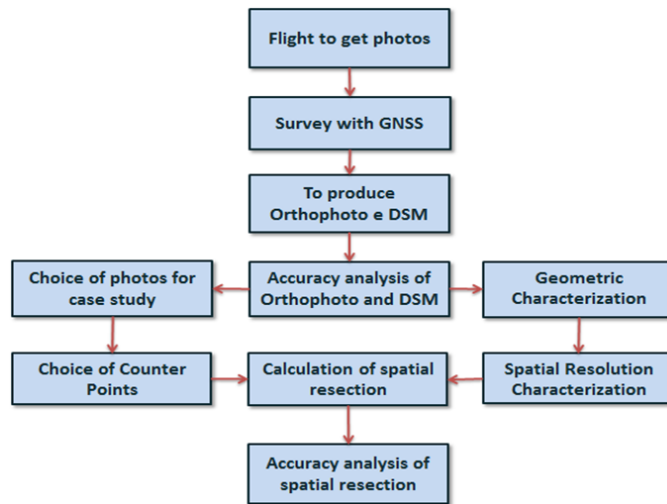 Flight to get photos
Survey with GNSS
To produce
Orthophoto e DSM
Choice of photos for
case study
Accuracy analysis of
Orthophoto and DSM
Geometric
Characterization
Choice of Counter
Points
Calculation of spatial
resection
Spatial Resolution
Characterization
Accuracy analysis of
spatial resection